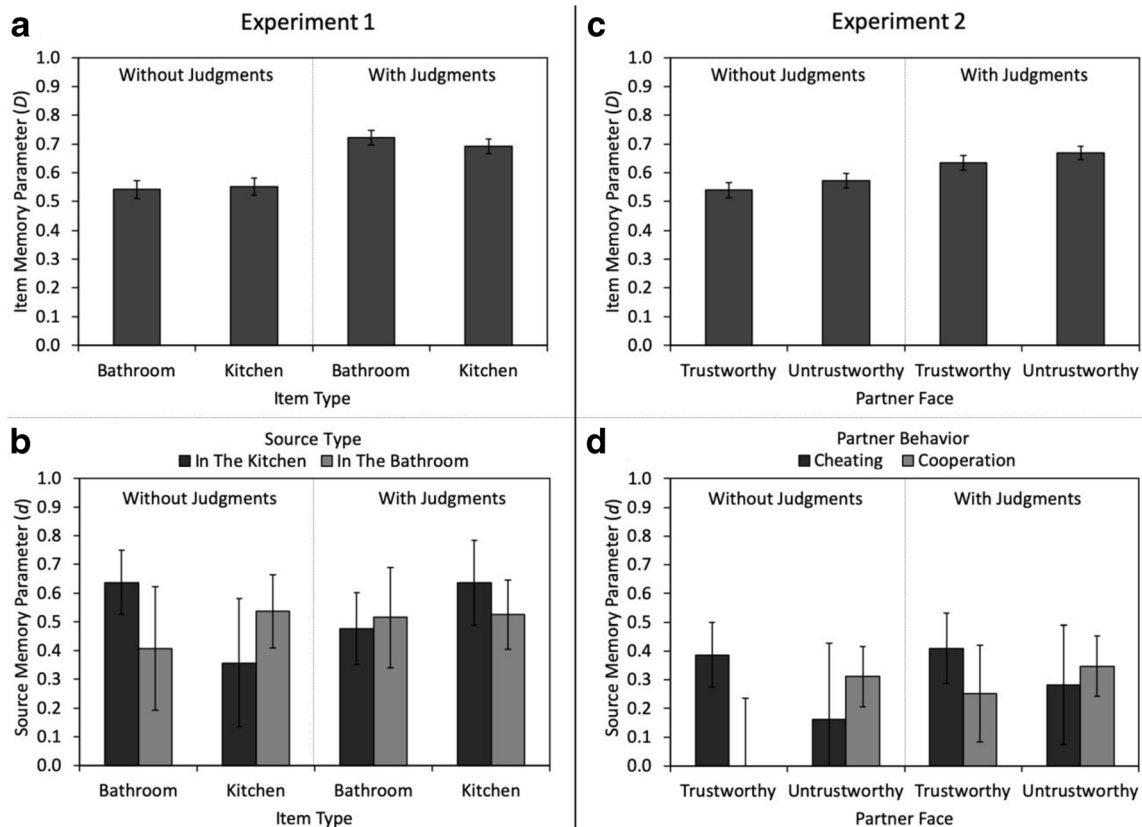 a
Experiment 1
1.0
0.9
0.8
0.7
0.6
0.5
0.4
0.3
0.2
0.1
0.0
Item Memory Parameter (D)
Without Judgments With Judgments
Bathroom Kitchen Bathroom Kitchen
Item Type
b
Source Type
In The Kitchen In The Bathroom
1.0
0.9
0.8
0.7
0.6
0.5
0.4
0.3
0.2
0.1
0.0
Source Memory Parameter (d)
Without Judgments With Judgments
Bathroom Kitchen Bathroom Kitchen
Item Type
c
Experiment 2
1.0
0.9
0.8
0.7
0.6
0.5
0.4
0.3
0.2
0.1
0.0
Item Memory Parameter (D)
Without Judgments With Judgments
Trustworthy Untrustworthy Trustworthy Untrustworthy
Partner Face
d
Partner Behavior
Cheating Cooperation
1.0
0.9
0.8
0.7
0.6
0.5
0.4
0.3
0.2
0.1
0.0
Source Memory Parameter (d)
Without Judgments With Judgments
Trustworthy Untrustworthy Trustworthy Untrustworthy
Partner Face